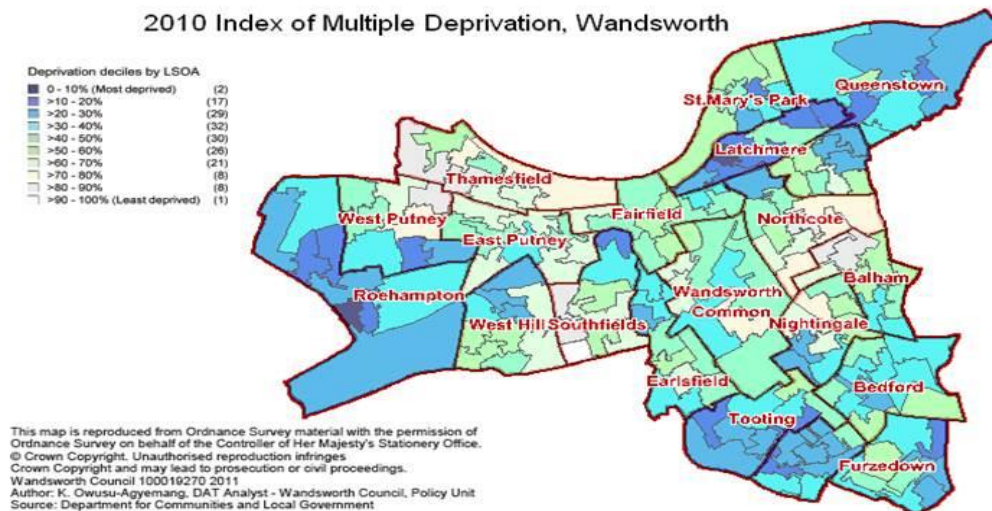 2010 Index of Multiple Deprivation, Wandsworth
Deprivation deciles by LSOA
0 - 10% (Most deprived) (2)
>10 - 20% (17)
>20 - 30% (29)
>30 - 40% (32)
>40 - 50% (30)
>50 - 60% (26)
>60 - 70% (21)
>70 - 80% (8)
>80 - 90% (8)
>90 - 100% (Least deprived) (1)
Queenstown
St.Mary's Park
Latchmere
Thamesfield
West Putney
Fairfield
Northcote
East Putney
Balham
Roehampton
Wandsworth
Common
West Hill
Southfields
Nightingale
Earlsfield
Bedford
Tooting
Furzedown
This map is reproduced from Ordnance Survey material with the permission of
Ordnance Survey on behalf of the Controller of Her Majesty's Stationery Office.
© Crown Copyright. Unauthorised reproduction infringes
Crown Copyright and may lead to prosecution or civil proceedings.
Wandsworth Council 100019270 2011
Author: K. Owusu-Agyemang, DAT Analyst - Wandsworth Council, Policy Unit
Source: Department for Communities and Local Government